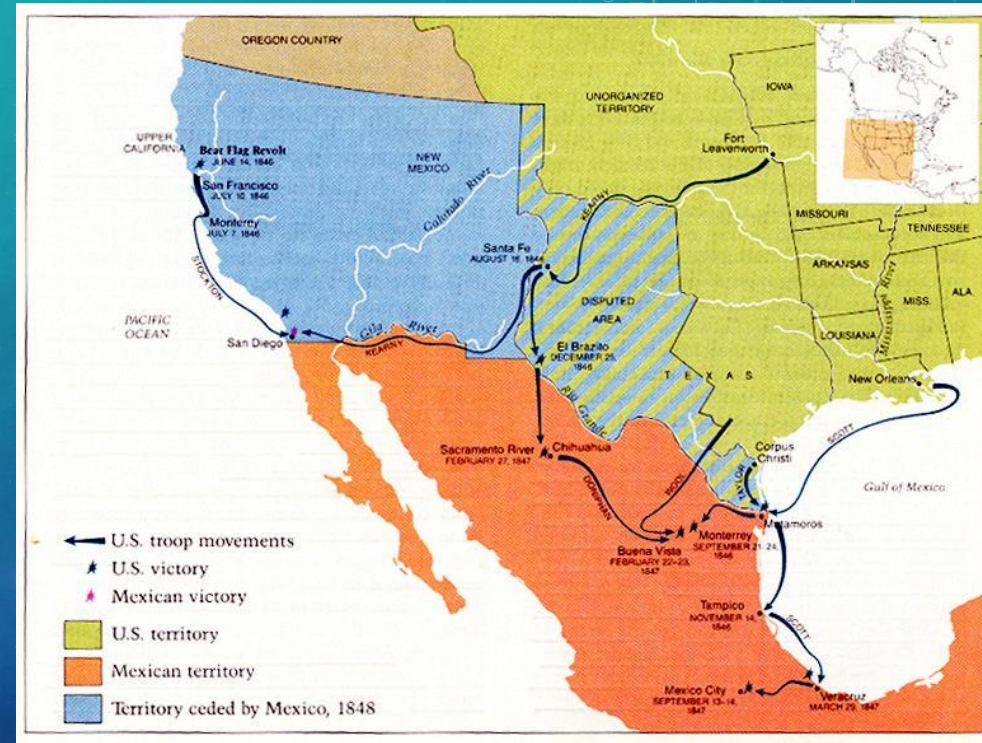 OREGON COUNTRY
UNORGANIZED
TERRITORY
IOWA
UPPER
CALIFORNIA
Bear Flag Revolt
JUNE 14, 1846
San Francisco
JULY 10, 1846
Monterey
JULY 7, 1846
NEW
MEXICO
Colorado River
Fort
Leavenworth
KEARNY
MISSOURI
TENNESSEE
ARKANSAS
Mississippi River
MISS.
ALA
LOUISIANA
Santa Fe
AUGUST 16, 1846
STOCKTON
PACIFIC
OCEAN
San Diego
Gila River
KEARNY
DISPUTED
AREA
El Brazito
DECEMBER 25,
1846
TEXAS
New Orleans
Rio Grande
SCOTT
Sacramento River
FEBRUARY 27, 1847
Chihuahua
Corpus
Christi
TAYLOR
Gulf of Mexico
DONIPHAN
WOOL
Matamoros
Monterrey
SEPTEMBER 21-24,
1846
Buena Vista
FEBRUARY 22-23,
1847
Tampico
NOVEMBER 14,
1846
SCOTT
Mexico City
SEPTEMBER 13-14,
1847
Veracruz
MARCH 29, 1847
U.S. troop movements
U.S. victory
Mexican victory
U.S. territory
Mexican territory
Territory ceded by Mexico, 1848